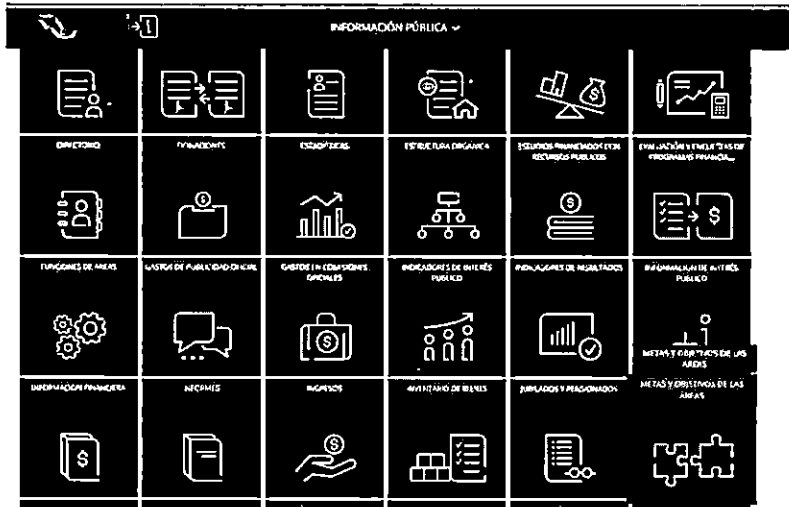 INFORMACIÓN PÚBLICA
DIRECTORIO
DONACIONES
ESTADÍSTICAS
ESTRUCTURA ORGÁNICA
ESTUDIOS FINANCIADOS CON
RECURSOS PÚBLICOS
EVALUACIÓN Y ENCUESTAS DE
PROGRAMAS FINANCIA...
FUNCIONES DE ÁREAS
GASTOS DE PUBLICIDAD OFICIAL
GASTOS EN COMISIONES
OFICIALES
INDICADORES DE INTERÉS
PÚBLICO
INDICADORES DE RESULTADOS
INFORMACIÓN DE INTERÉS
PÚBLICO
METAS Y OBJETIVOS DE LAS
ÁREAS
INFORMACIÓN FINANCIERA
INFORMES
INGRESOS
INVENTARIO DE BIENES
JUBILADOS Y PENSIONADOS
METAS Y OBJETIVOS DE LAS
ÁREAS